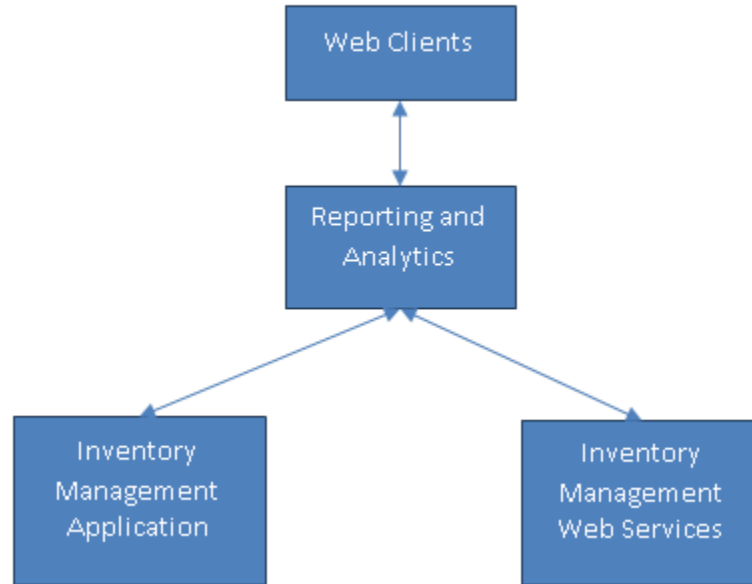 Web Clients
Reporting and
Analytics
Inventory
Management
Application
Inventory
Management
Web Services